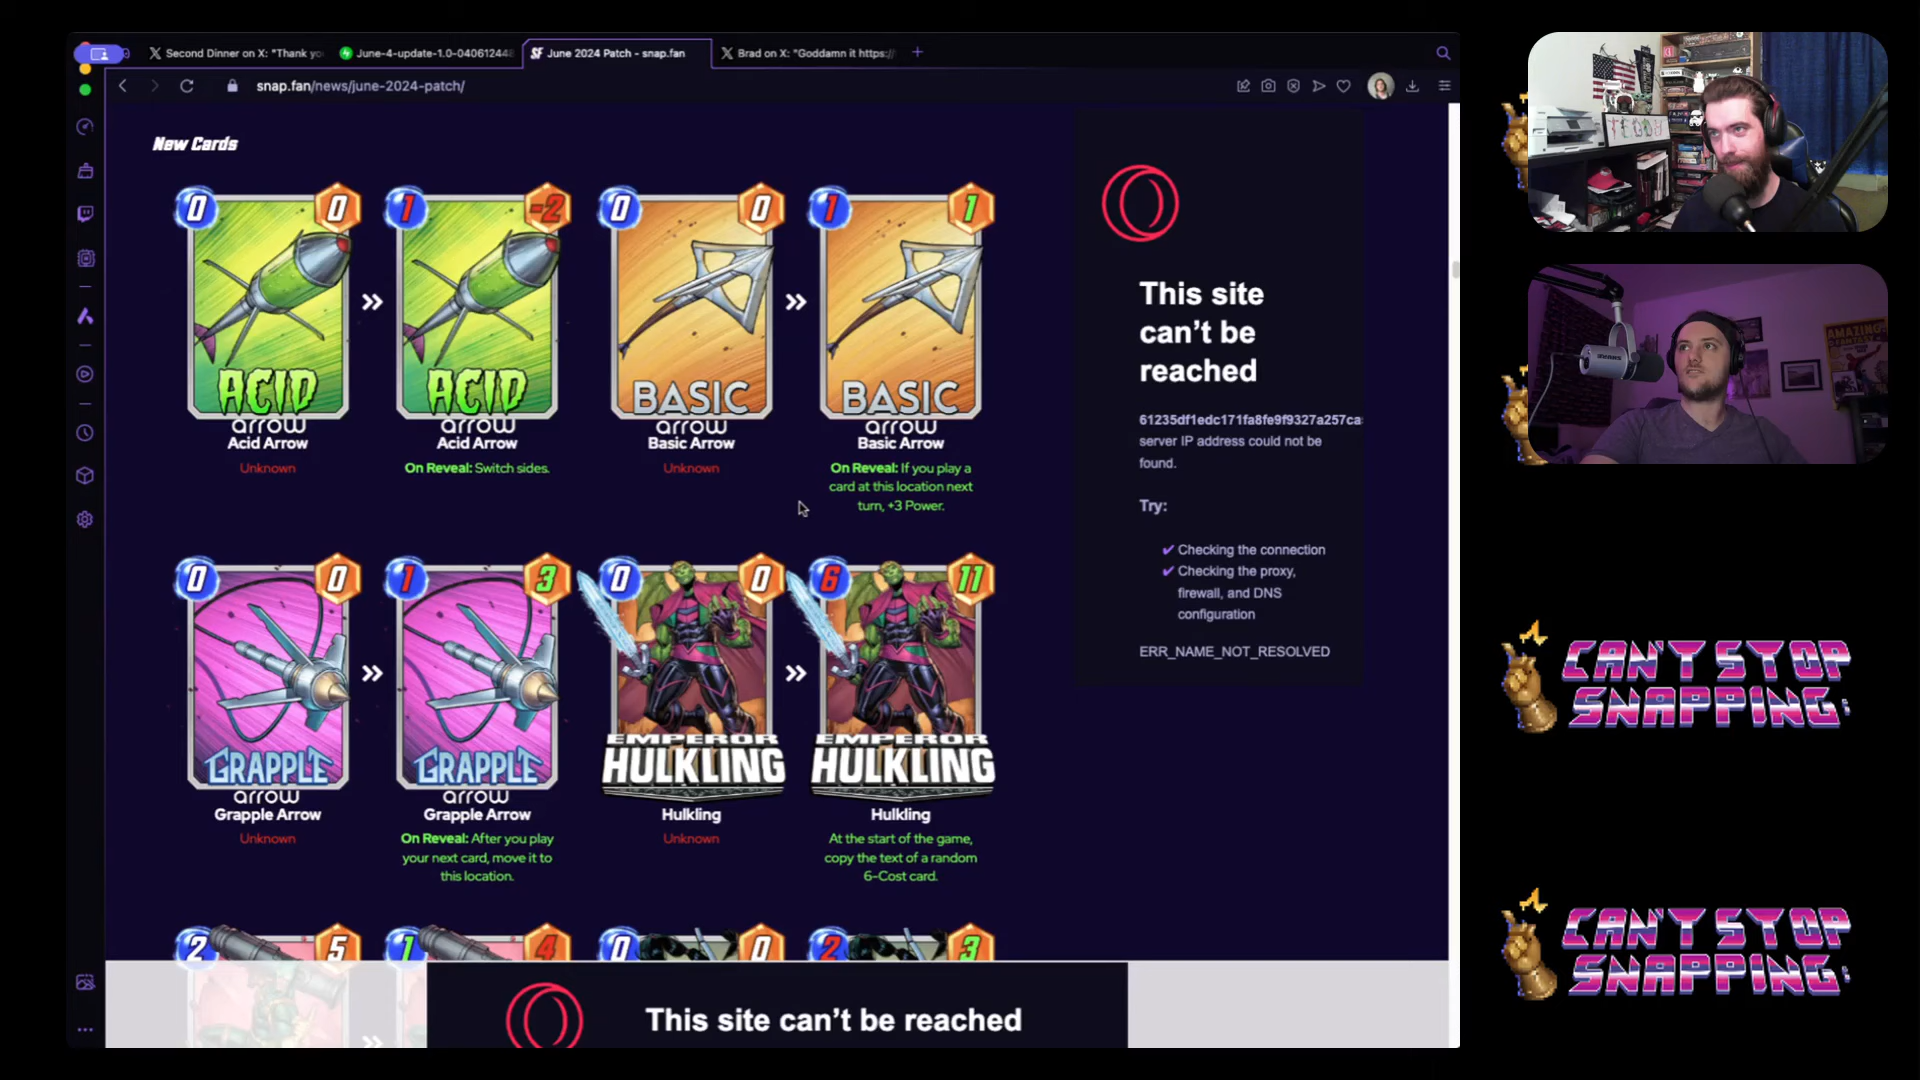 Second Dinner on X: "Thank yo
June-4-update-1.0-04061244
June 2024 Patch - snap.fan
Brad on X: "Goddamn it https:/
snap.fan/news/june-2024-patch/
New Cards
0
0
1
-2
0
0
1
1
ACID
arrow
ACID
arrow
BASIC
arrow
BASIC
arrow
Acid Arrow
Acid Arrow
Basic Arrow
Basic Arrow
Unknown
On Reveal: Switch sides.
Unknown
On Reveal: If you play a
card at this location next
turn, +3 Power.
0
0
1
3
0
0
6
11
GRAPPLE
arrow
GRAPPLE
arrow
EMPEROR
HULKLING
EMPEROR
HULKLING
Grapple Arrow
Grapple Arrow
Hulkling
Hulkling
Unknown
On Reveal: After you play
your next card, move it to
this location.
Unknown
At the start of the game,
copy the text of a random
6-Cost card.
2
5
1
4
0
0
2
3
This site
can't be
reached
61235df1edc171fa8fe9f9327a257ca
server IP address could not be
found.
Try:
✔ Checking the connection
✔ Checking the proxy,
firewall, and DNS
configuration
ERR_NAME_NOT_RESOLVED
This site can't be reached
CAN'T STOP
SNAPPING:
CAN'T STOP
SNAPPING: